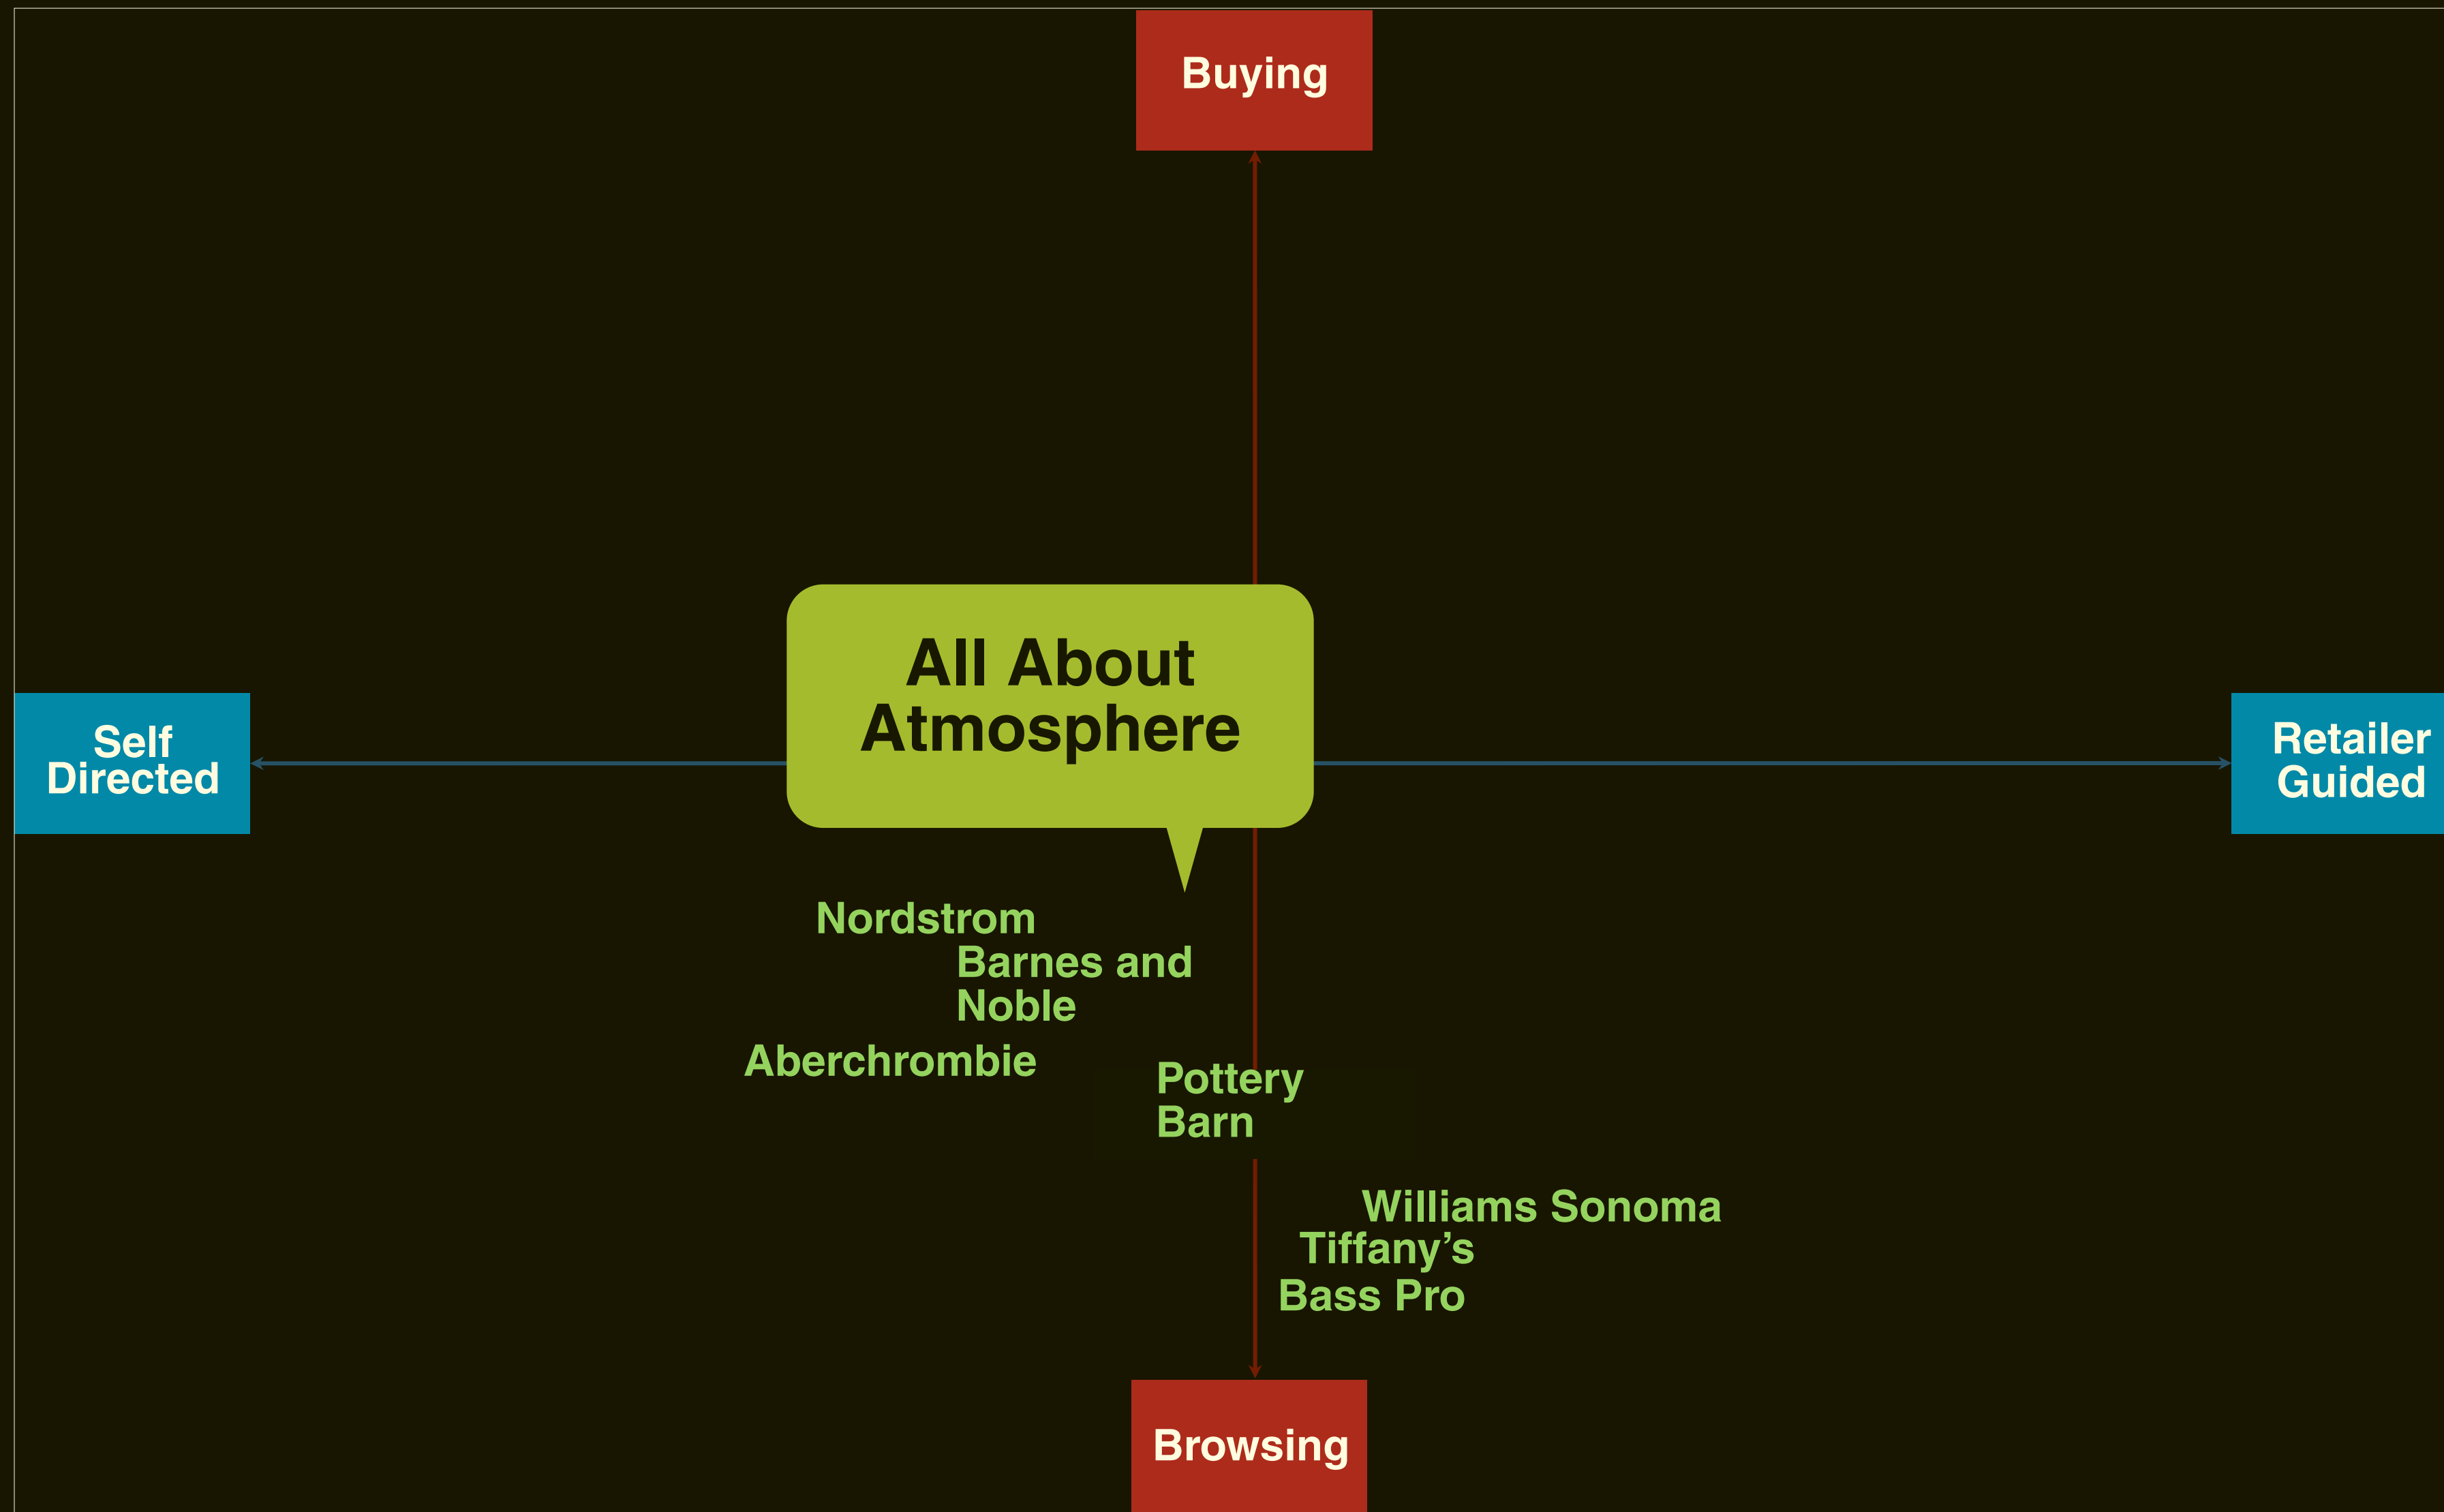 Buying
All About
Atmosphere
Self
Directed
Retailer
Guided
Nordstrom
Barnes and
Noble
Aberchrombie
Pottery
Barn
Williams Sonoma
Tiffany’s
Bass Pro
Browsing